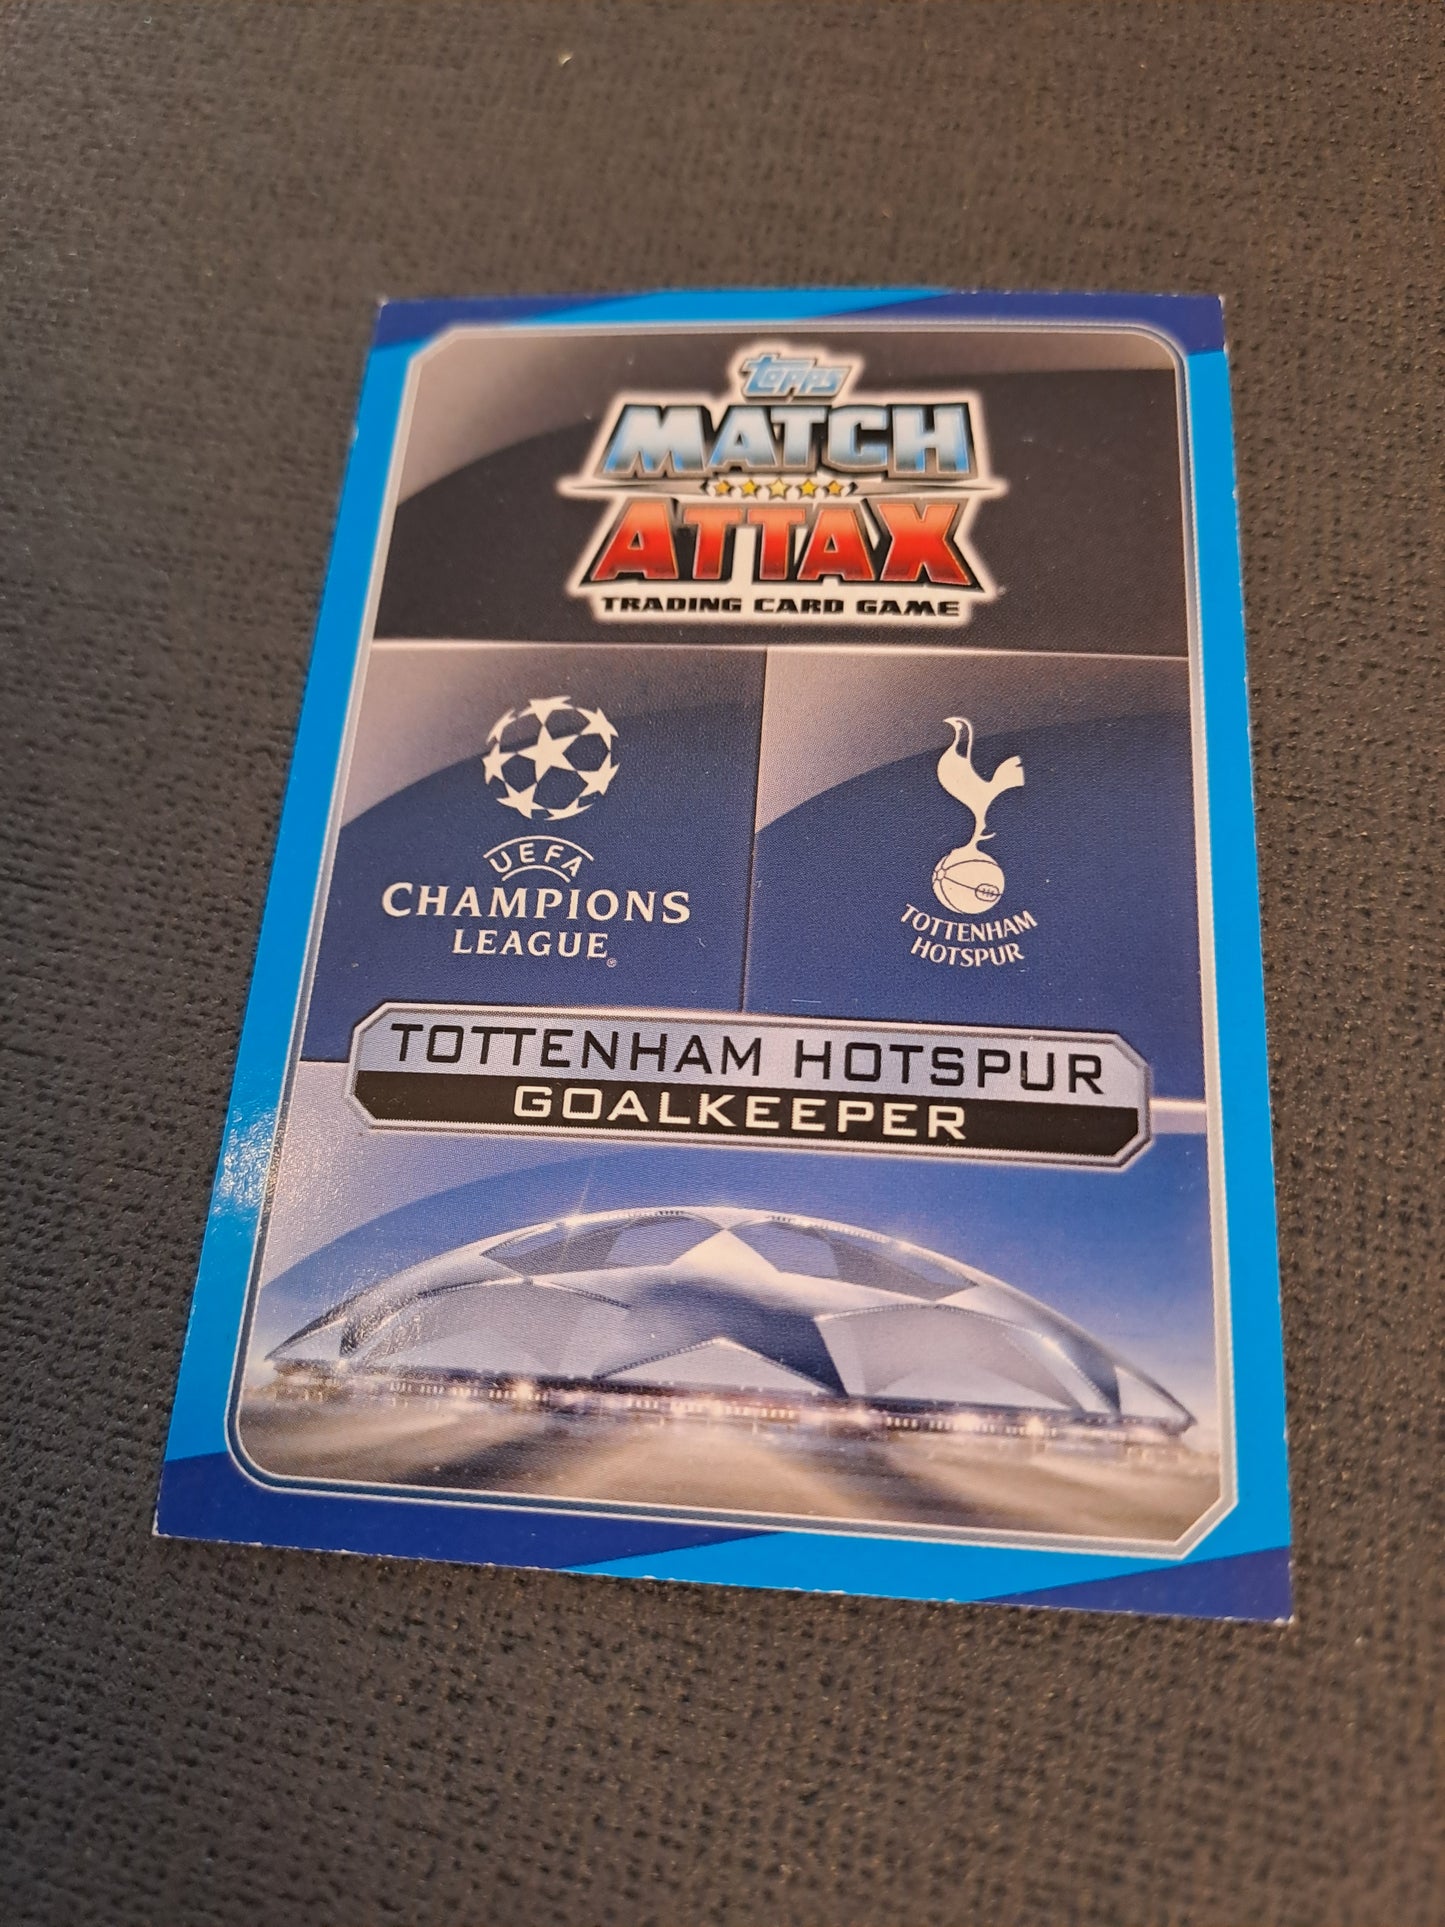 topps
MATCH
ATTAX
TRADING CARD GAME
UEFA
CHAMPIONS
LEAGUE®
TOTTENHAM
HOTSPUR
TOTTENHAM HOTSPUR
GOALKEEPER